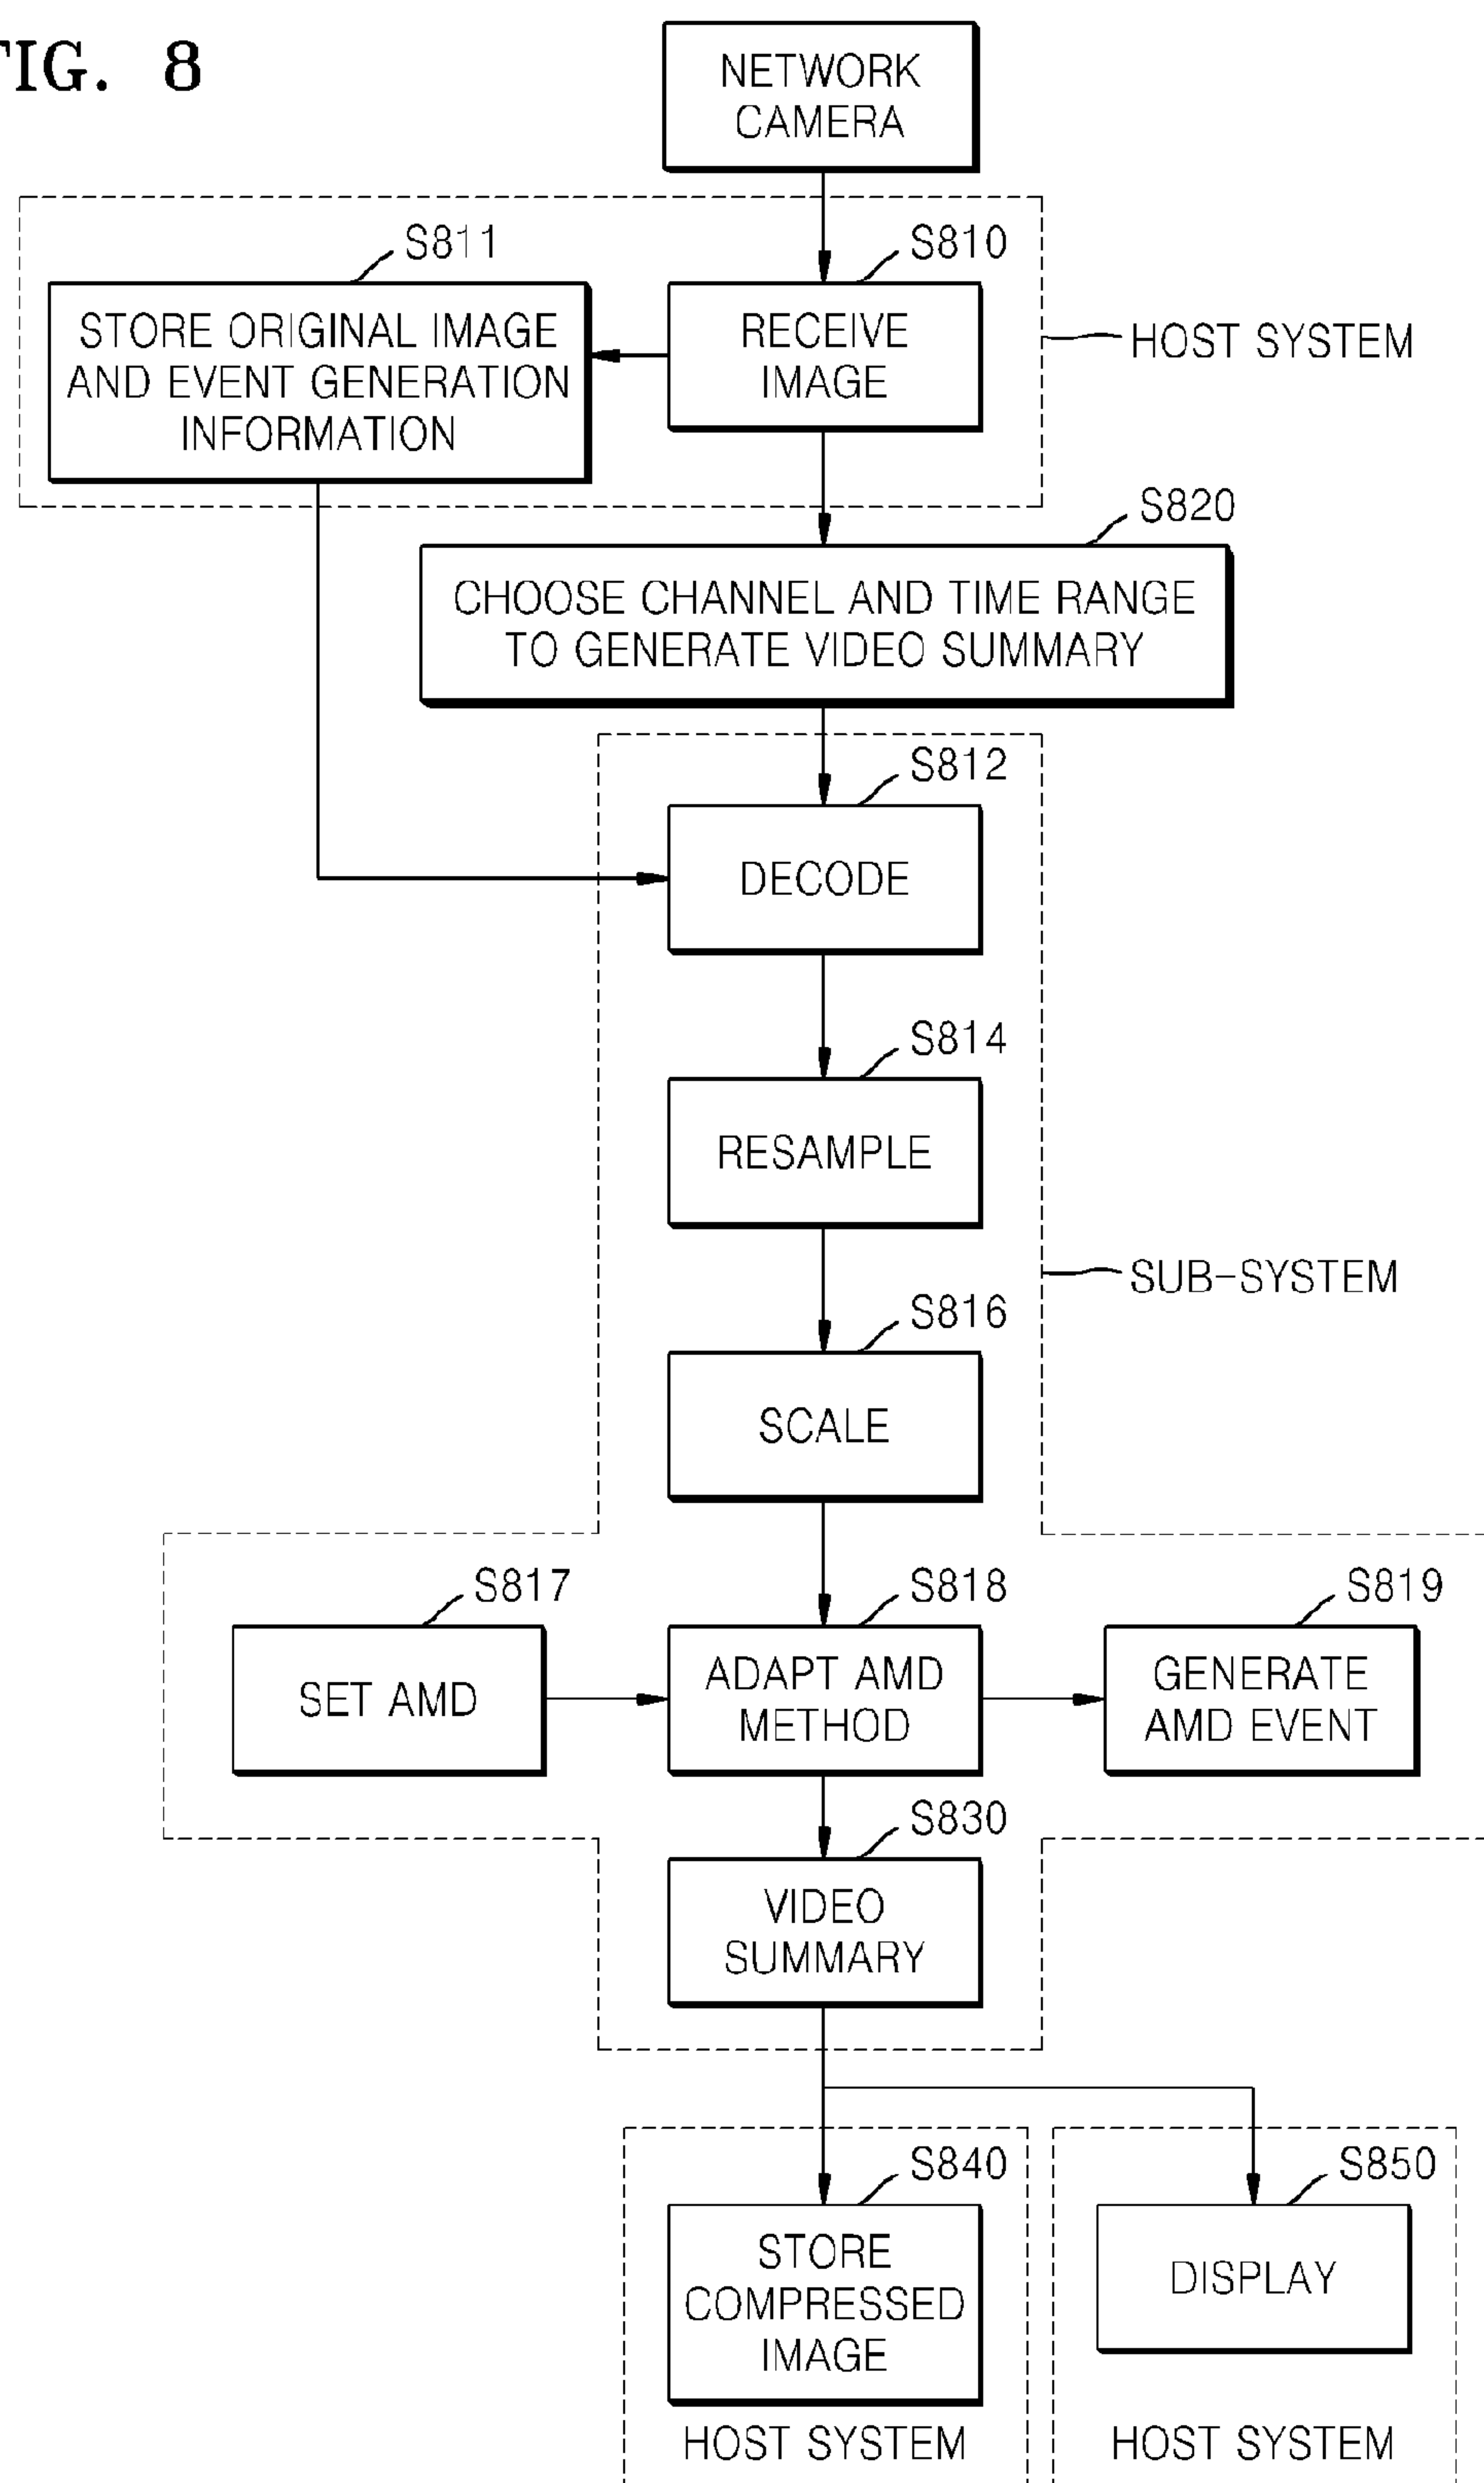 FIG. 8
NETWORK
CAMERA
S811
S810
STORE ORIGINAL IMAGE
AND EVENT GENERATION
INFORMATION
RECEIVE
IMAGE
HOST SYSTEM
S820
CHOOSE CHANNEL AND TIME RANGE
TO GENERATE VIDEO SUMMARY
S812
DECODE
S814
RESAMPLE
SUB-SYSTEM
S816
SCALE
S817
S818
S819
SET AMD
ADAPT AMD
METHOD
GENERATE
AMD EVENT
S830
VIDEO
SUMMARY
S840
S850
STORE
COMPRESSED
IMAGE
DISPLAY
HOST SYSTEM
HOST SYSTEM